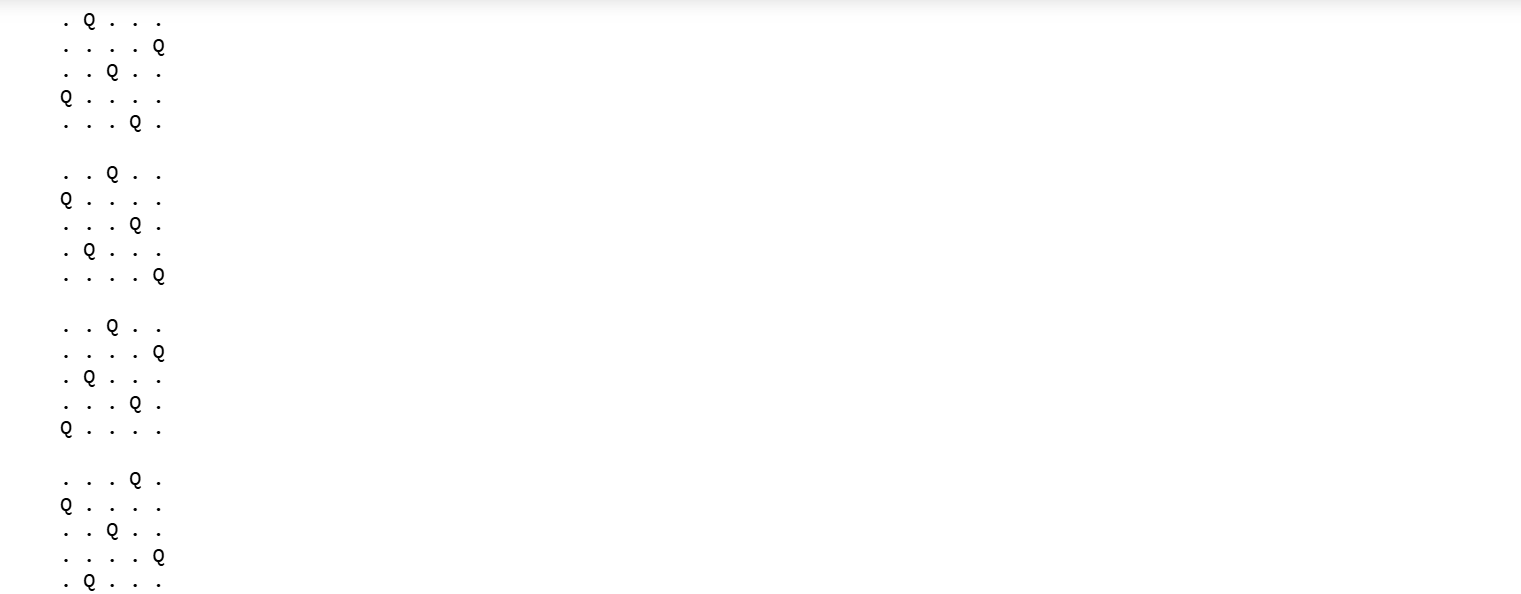 . Q . . .
. . . . Q
. . Q . .
Q . . . .
. . . Q .

. . Q . .
Q . . . .
. . . Q .
. Q . . .
. . . . Q

. . Q . .
. . . . Q
. Q . . .
. . . Q .
Q . . . .

. . . Q .
Q . . . .
. . Q . .
. . . . Q
. Q . . .